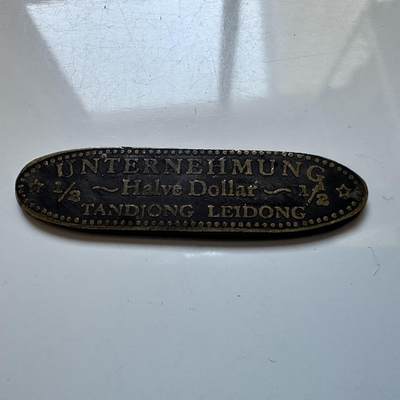 UNTERNEHMUNG
1/2 Halve Dollar 1/2
TANDJONG LEIDONG